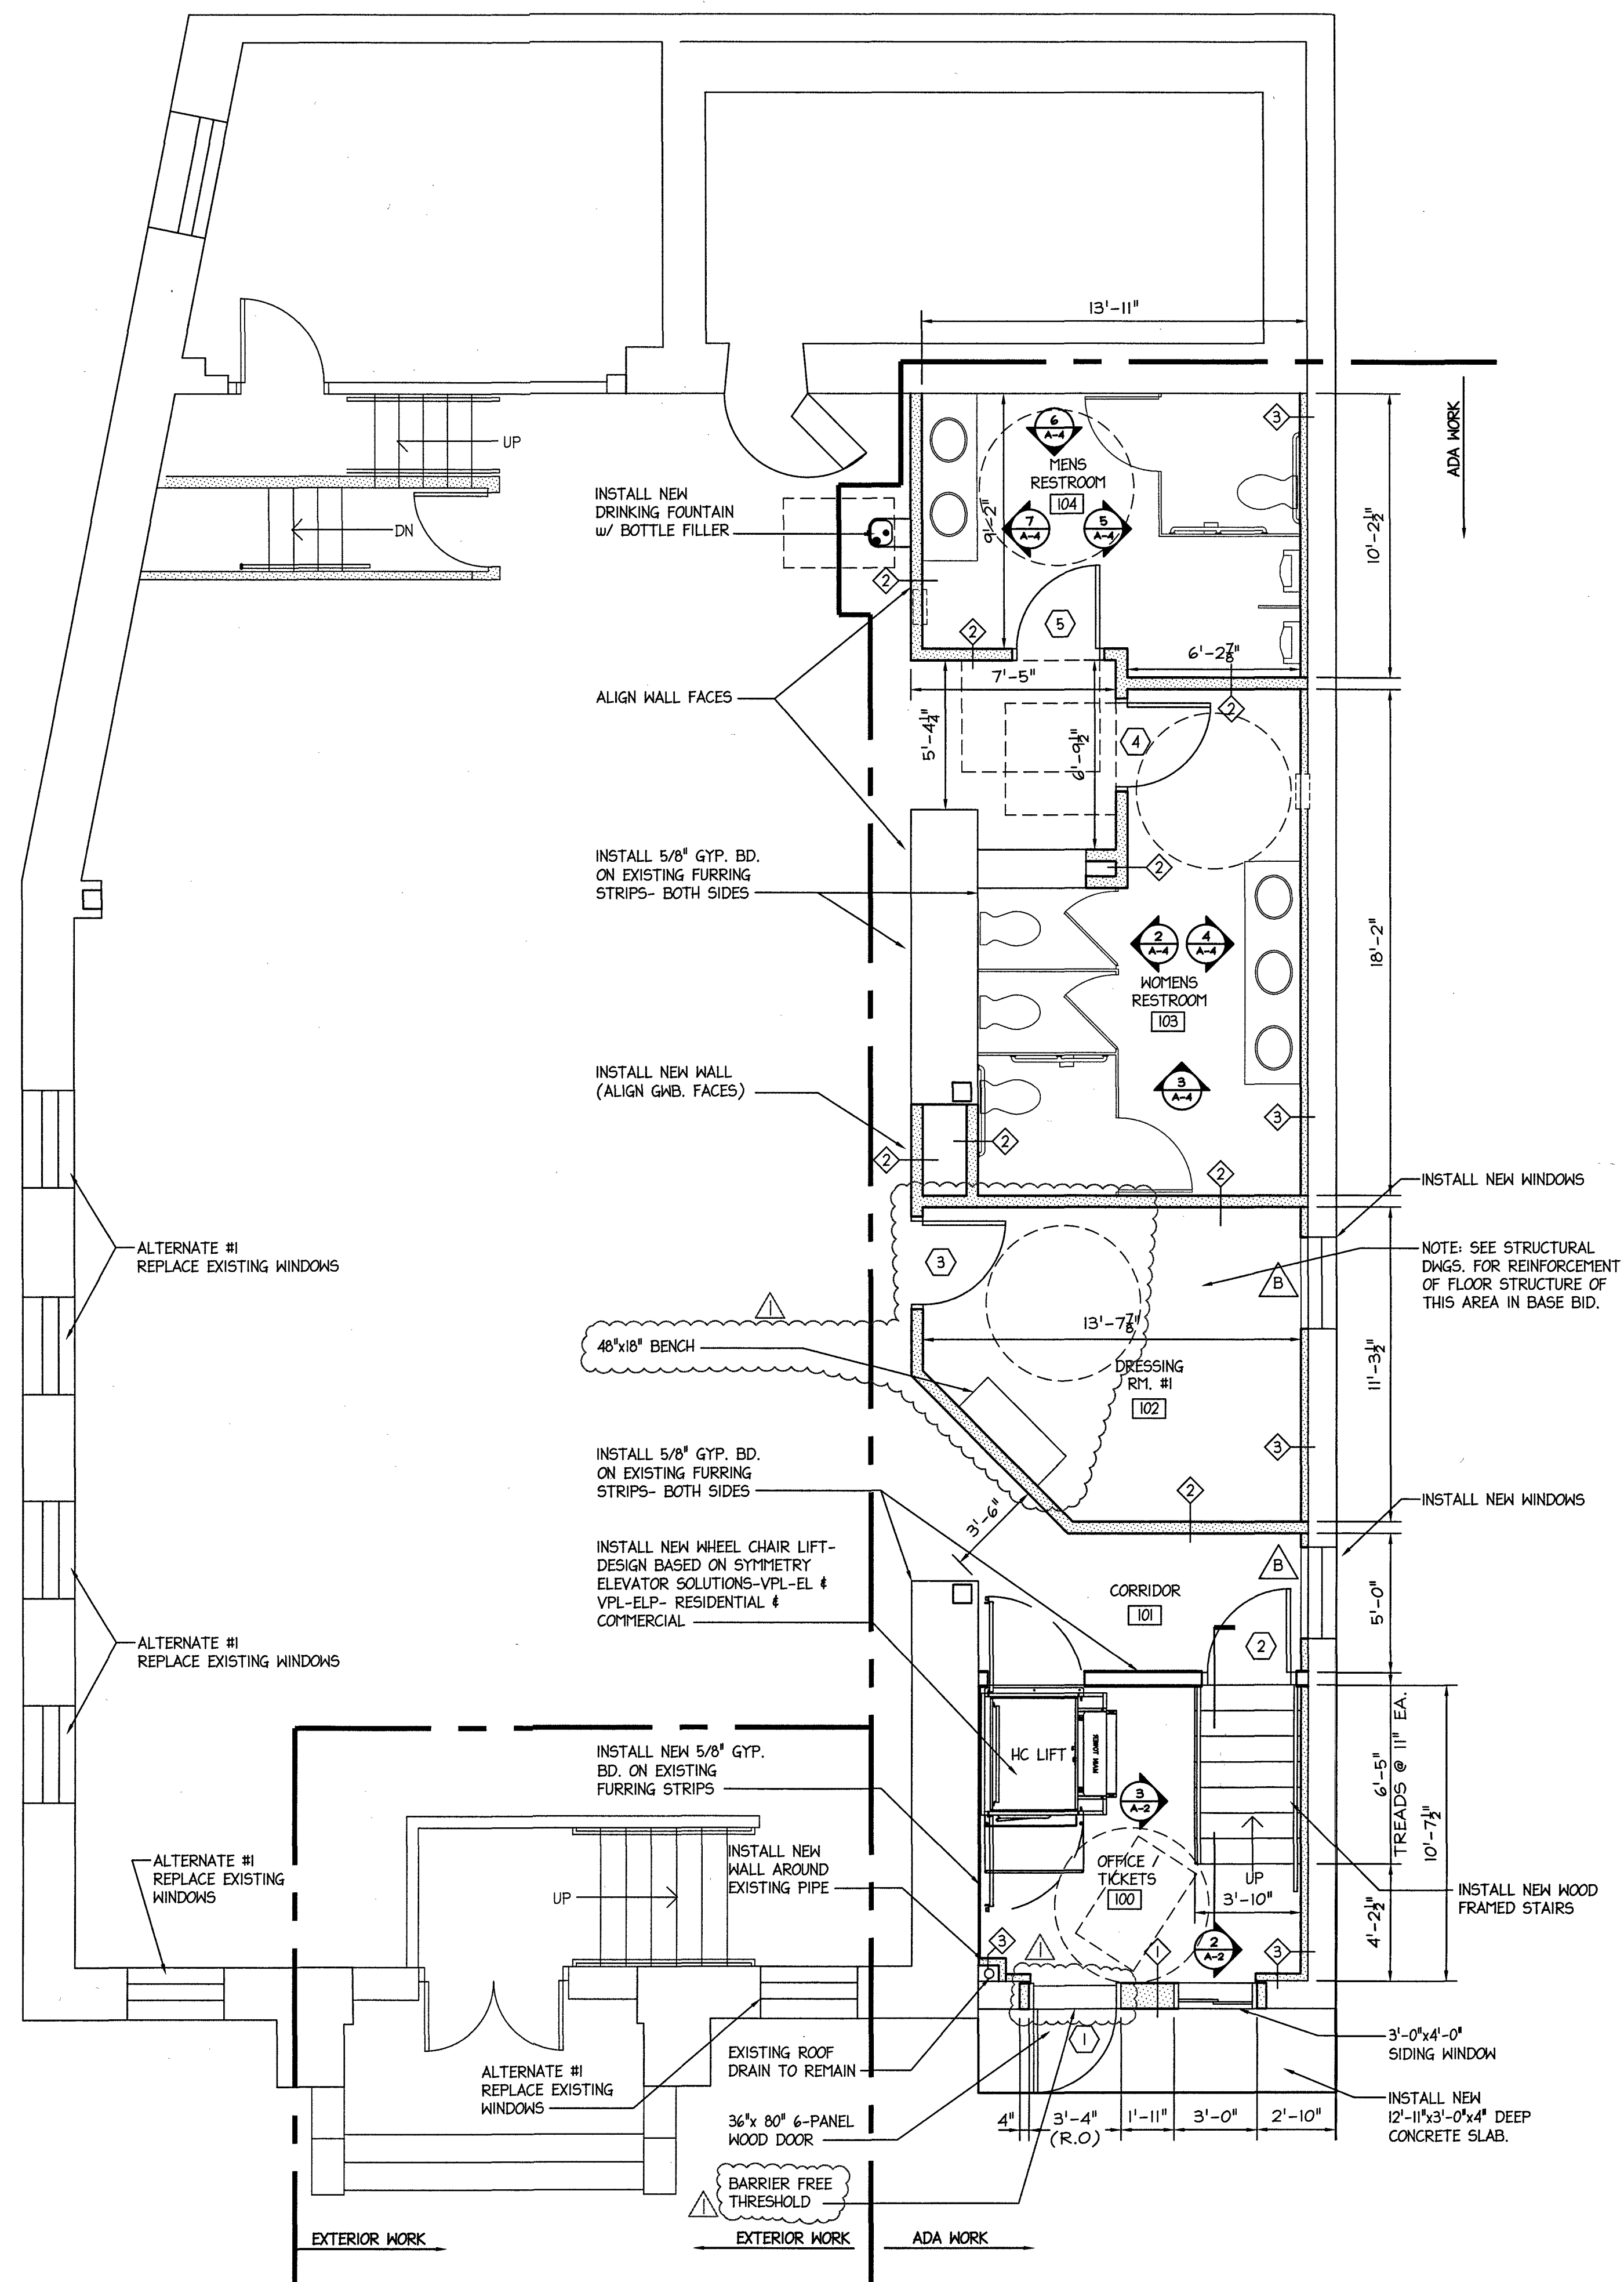 13'-11"
ADA WORK
UP
DN
INSTALL NEW
DRINKING FOUNTAIN
w/ BOTTLE FILLER
6
A-4
MENS
RESTROOM
104
7
A-4
5
A-4
9'-2"
3
10'-2½"
2
2
5
6'-2⅞"
7'-5"
2
ALIGN WALL FACES
5'-4¼"
6'-9½"
4
INSTALL 5/8" GYP. BD.
ON EXISTING FURRING
STRIPS- BOTH SIDES
2
2
A-4
4
A-4
WOMENS
RESTROOM
103
18'-2"
INSTALL NEW WALL
(ALIGN GWB. FACES)
3
A-4
3
2
2
2
INSTALL NEW WINDOWS
ALTERNATE #1
REPLACE EXISTING WINDOWS
3
B
NOTE: SEE STRUCTURAL
DWGS. FOR REINFORCEMENT
OF FLOOR STRUCTURE OF
THIS AREA IN BASE BID.
1
48"x18" BENCH
13'-7⅞"
DRESSING
RM. #1
102
11'-3½"
3
2
INSTALL 5/8" GYP. BD.
ON EXISTING FURRING
STRIPS- BOTH SIDES
3'-6"
INSTALL NEW WINDOWS
INSTALL NEW WHEEL CHAIR LIFT-
DESIGN BASED ON SYMMETRY
ELEVATOR SOLUTIONS-VPL-EL &
VPL-ELP- RESIDENTIAL &
COMMERCIAL
B
CORRIDOR
101
2
5'-0"
ALTERNATE #1
REPLACE EXISTING WINDOWS
INSTALL NEW 5/8" GYP.
BD. ON EXISTING
FURRING STRIPS
HC LIFT
MAIN TOWER
3
A-2
6'-5"
TREADS @ 11" EA.
10'-7½"
ALTERNATE #1
REPLACE EXISTING
WINDOWS
INSTALL NEW
WALL AROUND
EXISTING PIPE
UP
OFFICE /
TICKETS
100
UP
3'-10"
4'-2½"
INSTALL NEW WOOD
FRAMED STAIRS
3
1
1
2
A-2
3
1
ALTERNATE #1
REPLACE EXISTING
WINDOWS
EXISTING ROOF
DRAIN TO REMAIN
3'-0"x4'-0"
SIDING WINDOW
36"x 80" 6-PANEL
WOOD DOOR
4"
3'-4"
(R.O)
1'-11"
3'-0"
2'-10"
INSTALL NEW
12'-11"x3'-0"x4" DEEP
CONCRETE SLAB.
1
BARRIER FREE
THRESHOLD
EXTERIOR WORK
EXTERIOR WORK
ADA WORK